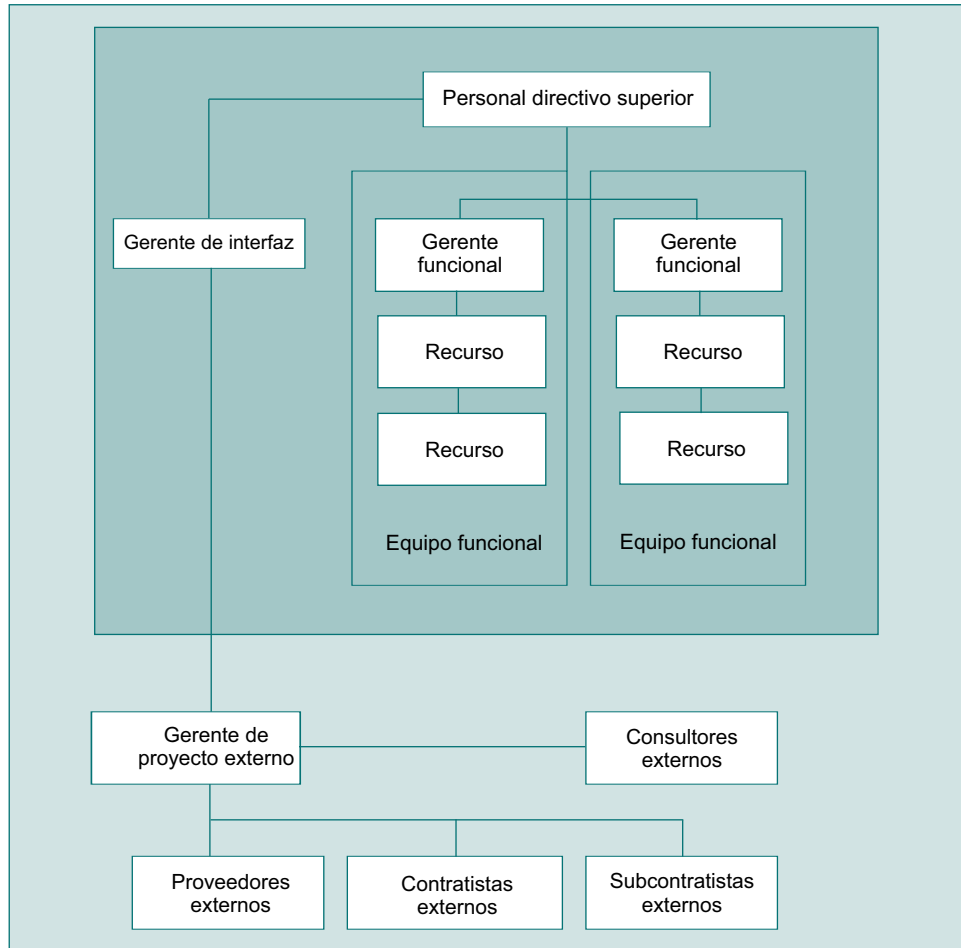 Personal directivo superior
Gerente de interfaz
Gerente
funcional
Gerente
funcional
Recurso
Recurso
Recurso
Recurso
Equipo funcional
Equipo funcional
Gerente de
proyecto externo
Consultores
externos
Proveedores
externos
Contratistas
externos
Subcontratistas
externos